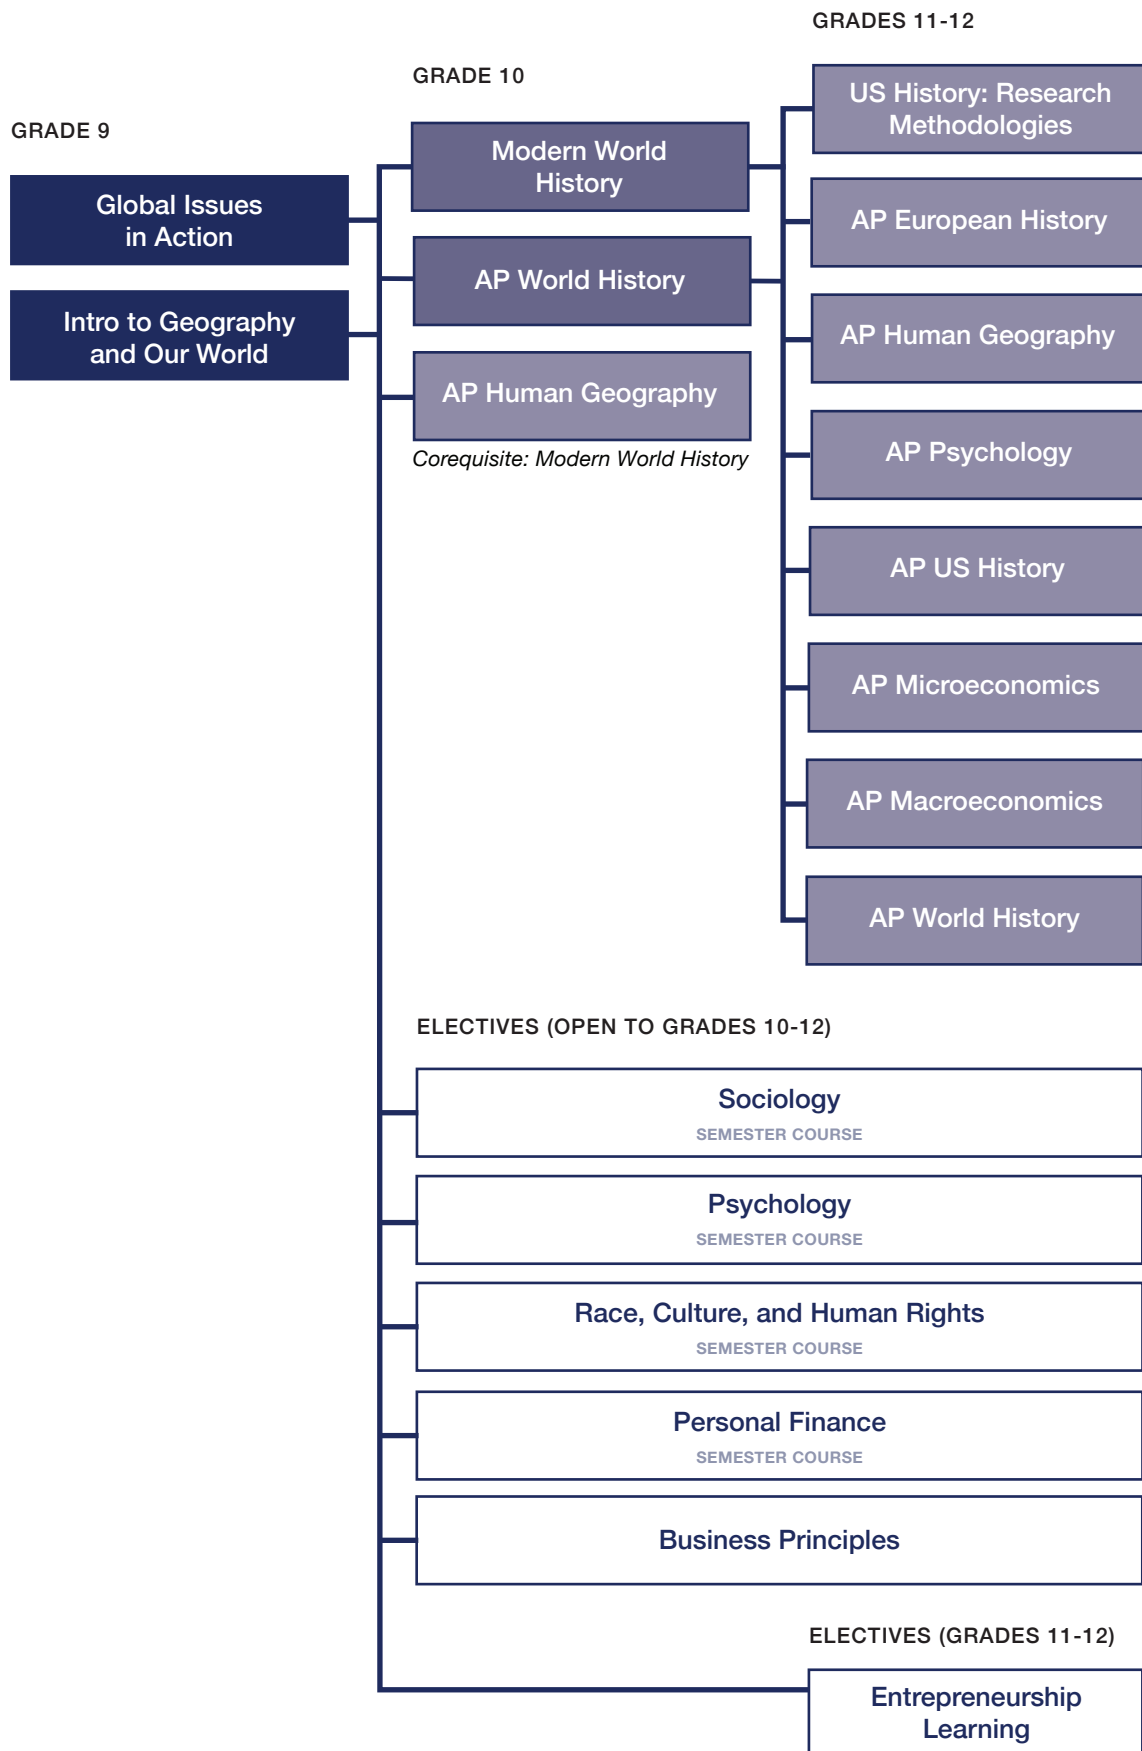 GRADE 9
Global Issues
in Action
Intro to Geography
and Our World
GRADE 10
Modern World
History
AP World History
AP Human Geography
Corequisite: Modern World History
GRADES 11-12
US History: Research
Methodologies
AP European History
AP Human Geography
AP Psychology
AP US History
AP Microeconomics
AP Macroeconomics
AP World History
ELECTIVES (OPEN TO GRADES 10-12)
Sociology
SEMESTER COURSE
Psychology
SEMESTER COURSE
Race, Culture, and Human Rights
SEMESTER COURSE
Personal Finance
SEMESTER COURSE
Business Principles
ELECTIVES (GRADES 11-12)
Entrepreneurship
Learning